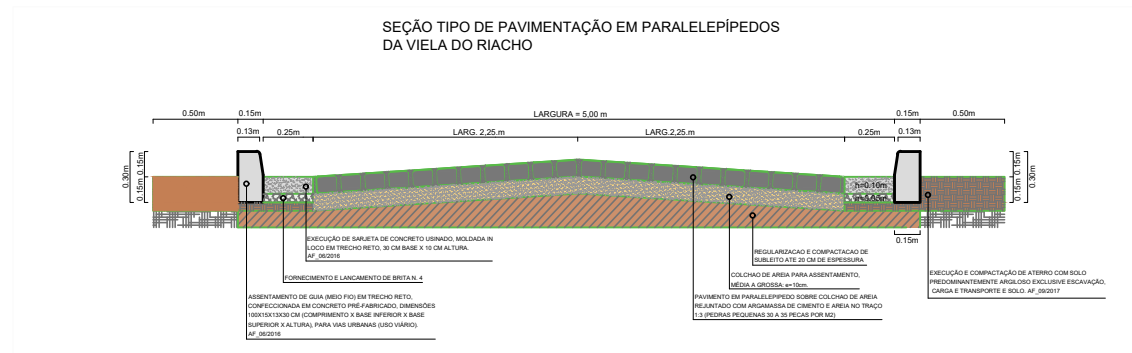 SEÇÃO TIPO DE PAVIMENTAÇÃO EM PARALELEPÍPEDOS
DA VIELA DO RIACHO
0.50m
0.15m
LARGURA = 5,00 m
0.15m
0.50m
0.13m
0.25m
LARG. 2,25.m
LARG.2,25.m
0.25m
0.13m
0.30m
0.15m
0.15m
h=0.10m
0.15m
0.15m
0.30m
0.15m
EXECUÇÃO DE SARJETA DE CONCRETO USINADO, MOLDADA IN
LOCO EM TRECHO RETO, 30 CM BASE X 10 CM ALTURA.
AF_06/2016
FORNECIMENTO E LANCAMENTO DE BRITA N. 4
ASSENTAMENTO DE GUIA (MEIO FIO) EM TRECHO RETO,
CONFECCIONADA EM CONCRETO PRÉ-FABRICADO, DIMENSÕES
100X15X13X30 CM (COMPRIMENTO X BASE INFERIOR X BASE
SUPERIOR X ALTURA), PARA VIAS URBANAS (USO VIÁRIO).
AF_06/2016
REGULARIZACAO E COMPACTACAO DE
SUBLEITO ATE 20 CM DE ESPESSURA
COLCHAO DE AREIA PARA ASSENTAMENTO,
MÉDIA A GROSSA: e=10cm.
PAVIMENTO EM PARALELEPIPEDO SOBRE COLCHAO DE AREIA
REJUNTADO COM ARGAMASSA DE CIMENTO E AREIA NO TRAÇO
1:3 (PEDRAS PEQUENAS 30 A 35 PECAS POR M2)
EXECUÇÃO E COMPACTAÇÃO DE ATERRO COM SOLO
PREDOMINANTEMENTE ARGILOSO EXCLUSIVE ESCAVAÇÃO,
CARGA E TRANSPORTE E SOLO. AF_09/2017